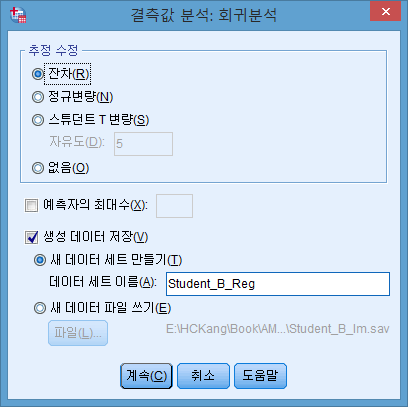 결측값 분석: 회귀분석
추정 수정
잔차(R)
정규변량(N)
스튜던트 T 변량(S)
자유도(D): 5
없음(O)
예측자의 최대수(X):
생성 데이터 저장(V)
새 데이터 세트 만들기(T)
데이터 세트 이름(A): Student_B_Reg
새 데이터 파일 쓰기(E)
파일(L)... E:\HCKang\Book\AM...\Student_B_Im.sav
계속(C) 취소 도움말